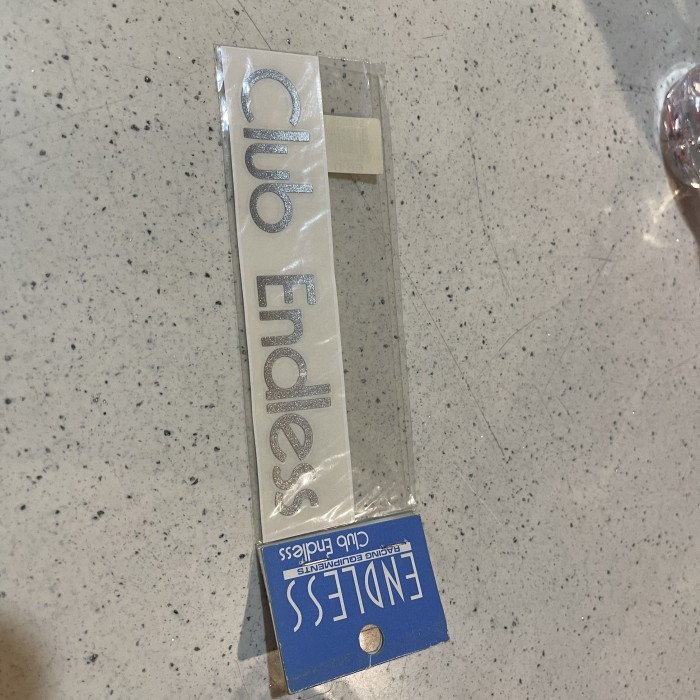 Club Endless
ENDLESS
RACING EQUIPMENTS
Club Endless